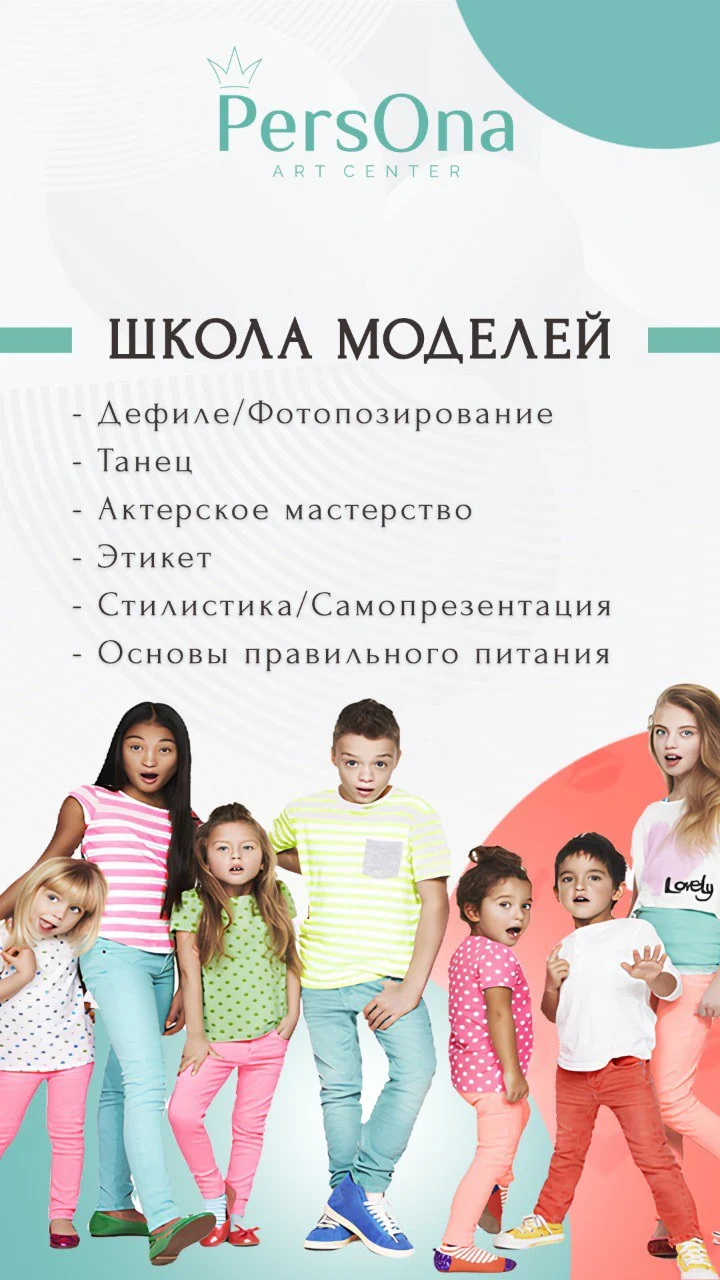 PersOna
ART CENTER
ШКОЛА МОДЕЛЕЙ
- Дефиле/Фотопозирование
- Танец
- Актерское мастерство
- Этикет
- Стилистика/Самопрезентация
- Основы правильного питания
Lovely